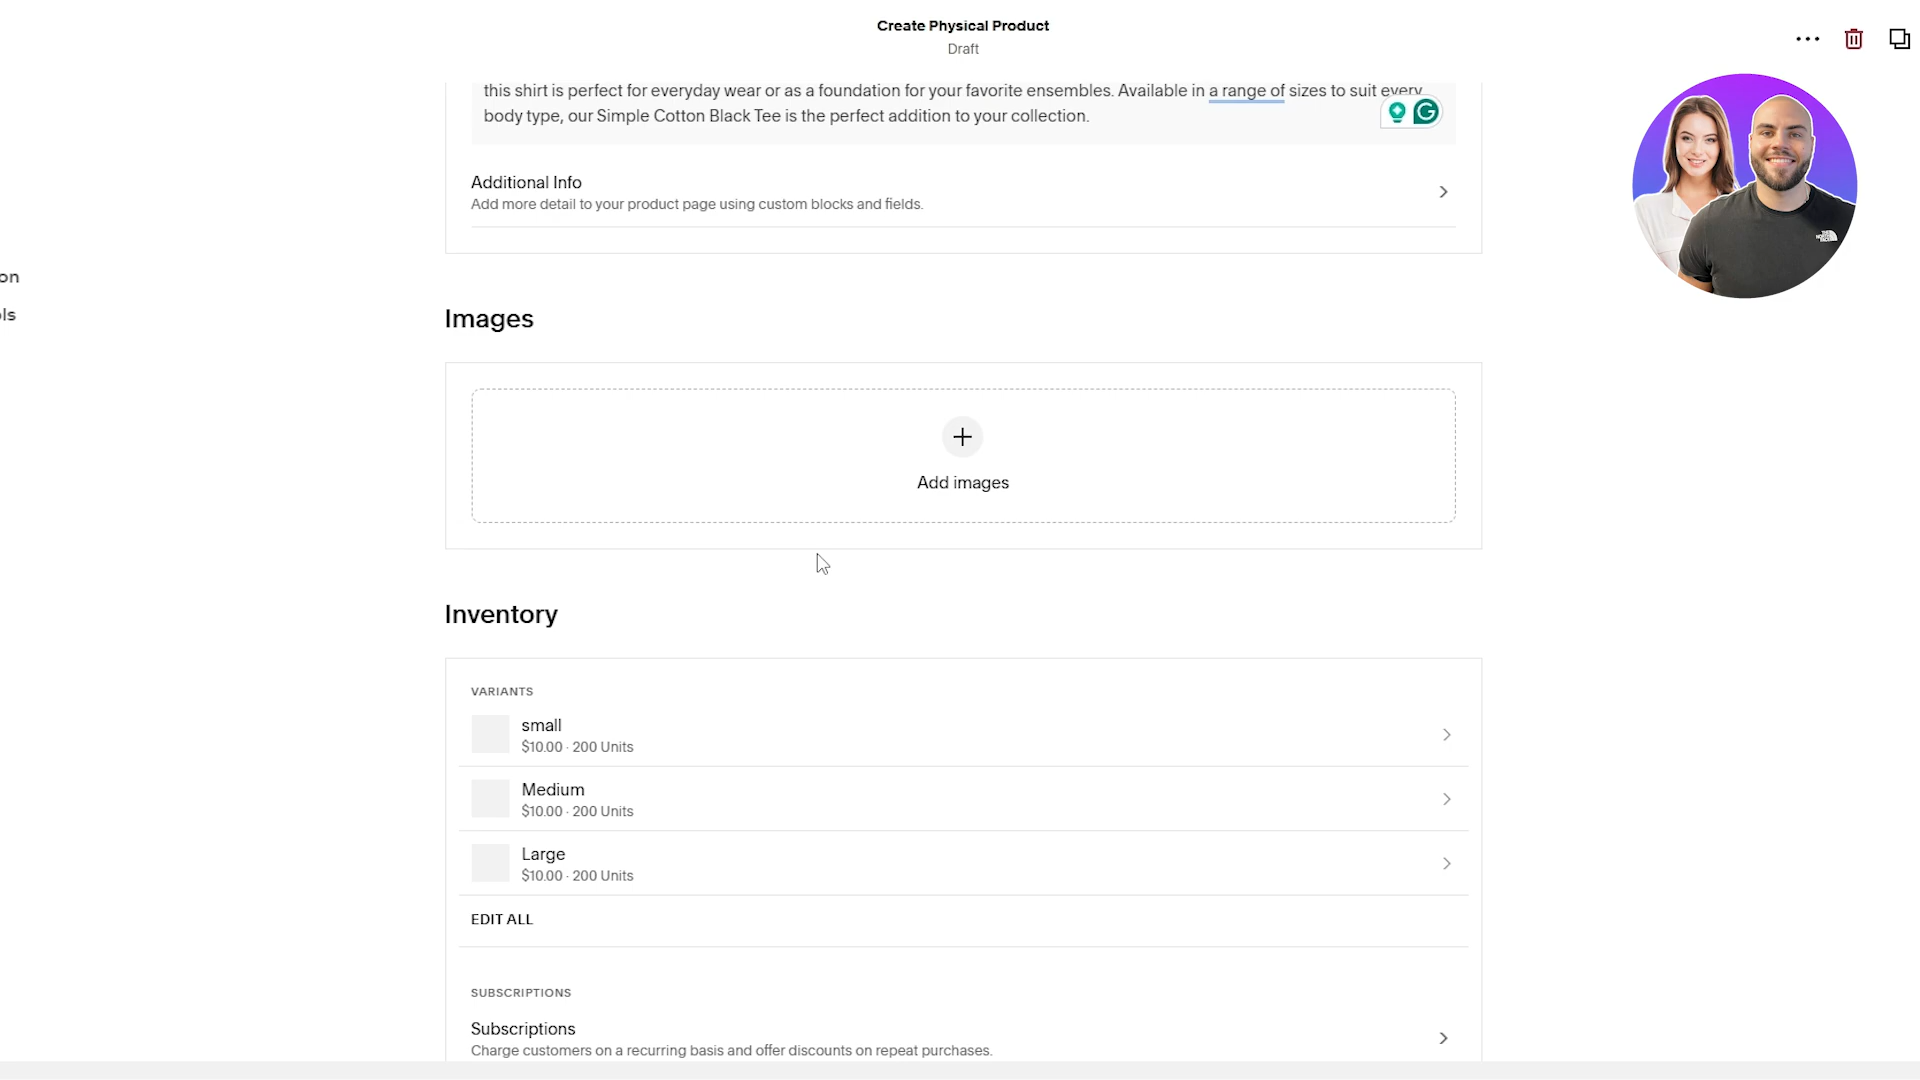 Create Physical Product
Draft
this shirt is perfect for everyday wear or as a foundation for your favorite ensembles. Available in a range of sizes to suit every
body type, our Simple Cotton Black Tee is the perfect addition to your collection.
Additional Info
Add more detail to your product page using custom blocks and fields.
on
ls
Images
Add images
Inventory
VARIANTS
small
$10.00 · 200 Units
Medium
$10.00 · 200 Units
Large
$10.00 · 200 Units
EDIT ALL
SUBSCRIPTIONS
Subscriptions
Charge customers on a recurring basis and offer discounts on repeat purchases.